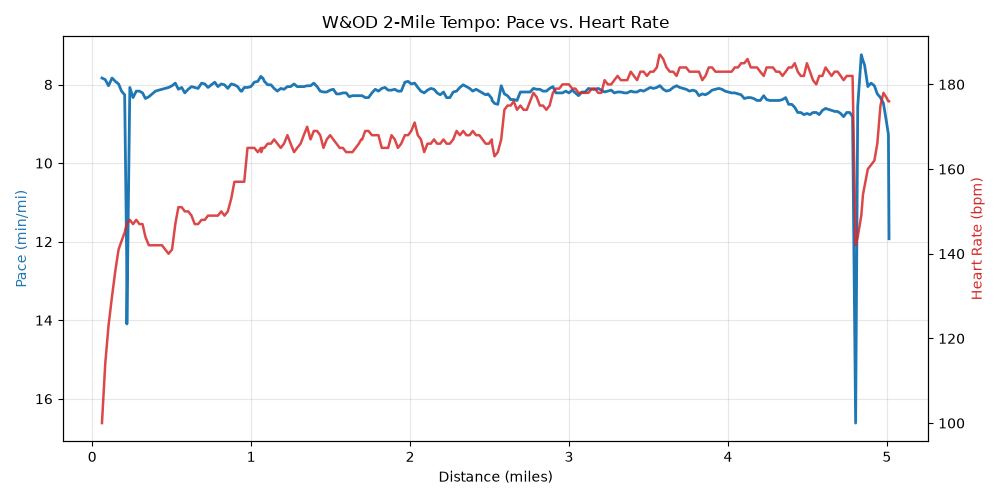 W&OD 2-Mile Tempo: Pace vs. Heart Rate
Pace (min/mi)
8
10
12
14
16
180
160
140
120
100
Heart Rate (bpm)
0 1 2 3 4 5
Distance (miles)